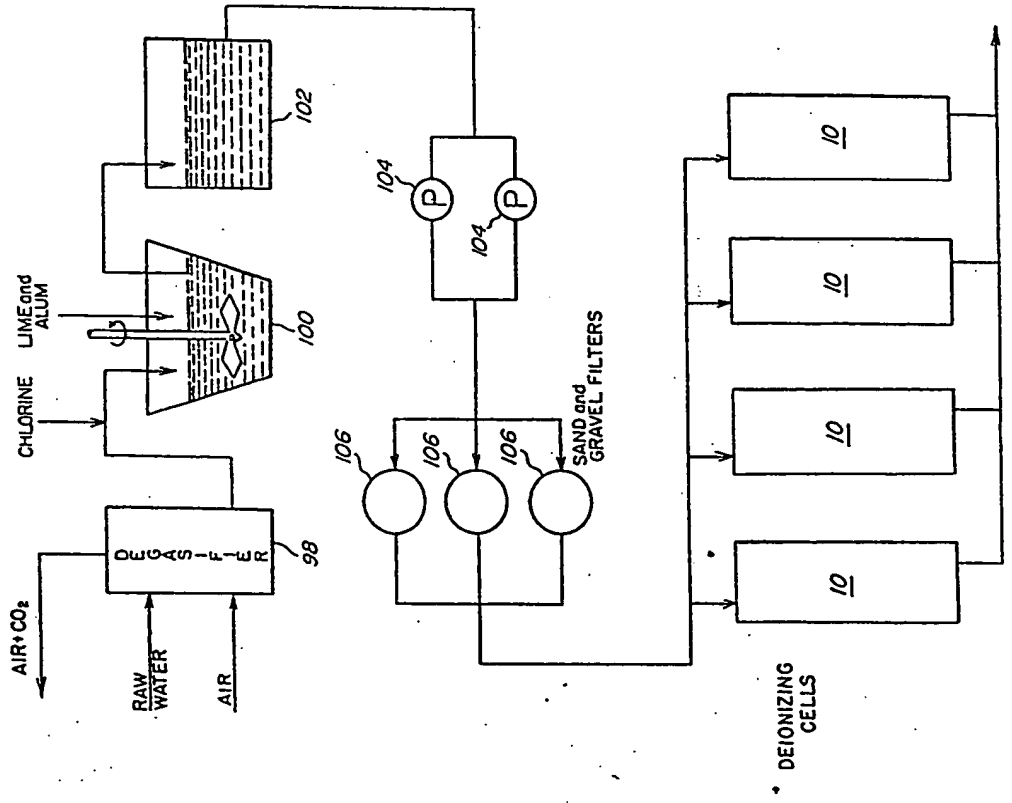 AIR+CO₂
RAW
WATER
AIR
DEGASIFIER
98
CHLORINE
LIME and
ALUM
100
102
104
P
104
P
106
106
106
SAND and
GRAVEL FILTERS
DEIONIZING
CELLS
10
10
10
10